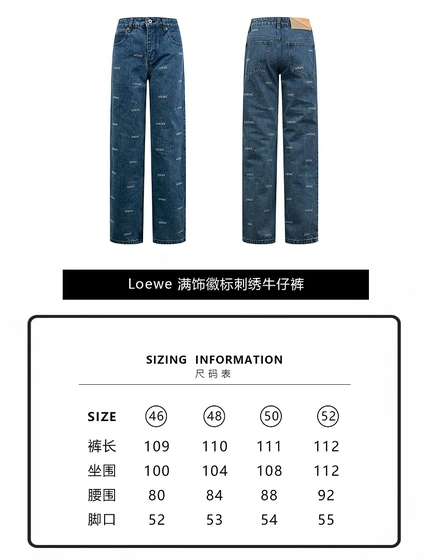 Loewe 满饰徽标刺绣牛仔裤
SIZING INFORMATION
尺码表
SIZE 46 48 50 52
裤长 109 110 111 112
坐围 100 104 108 112
腰围 80 84 88 92
脚口 52 53 54 55